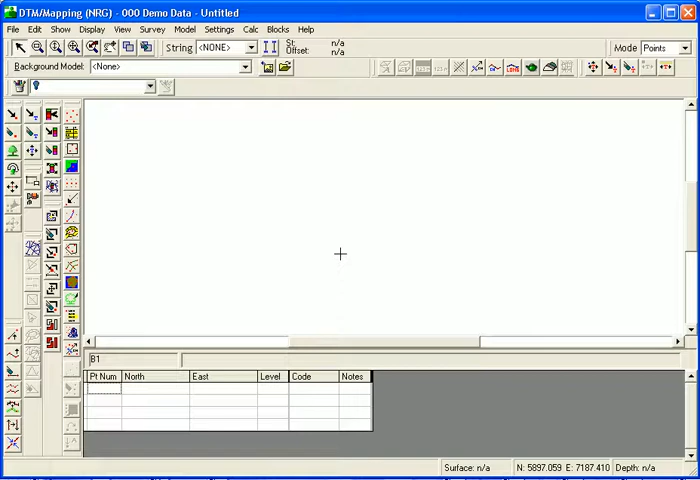 DTM/Mapping (NRG) - 000 Demo Data - Untitled
File Edit Show Display View Survey Model Settings Calc Blocks Help
String <NONE> St: n/a Mode Points
Offset: n/a
Background Model: <None>
B1
Pt Num North East Level Code Notes
Surface: n/a N: 5897.059 E: 7187.410 Depth: n/a